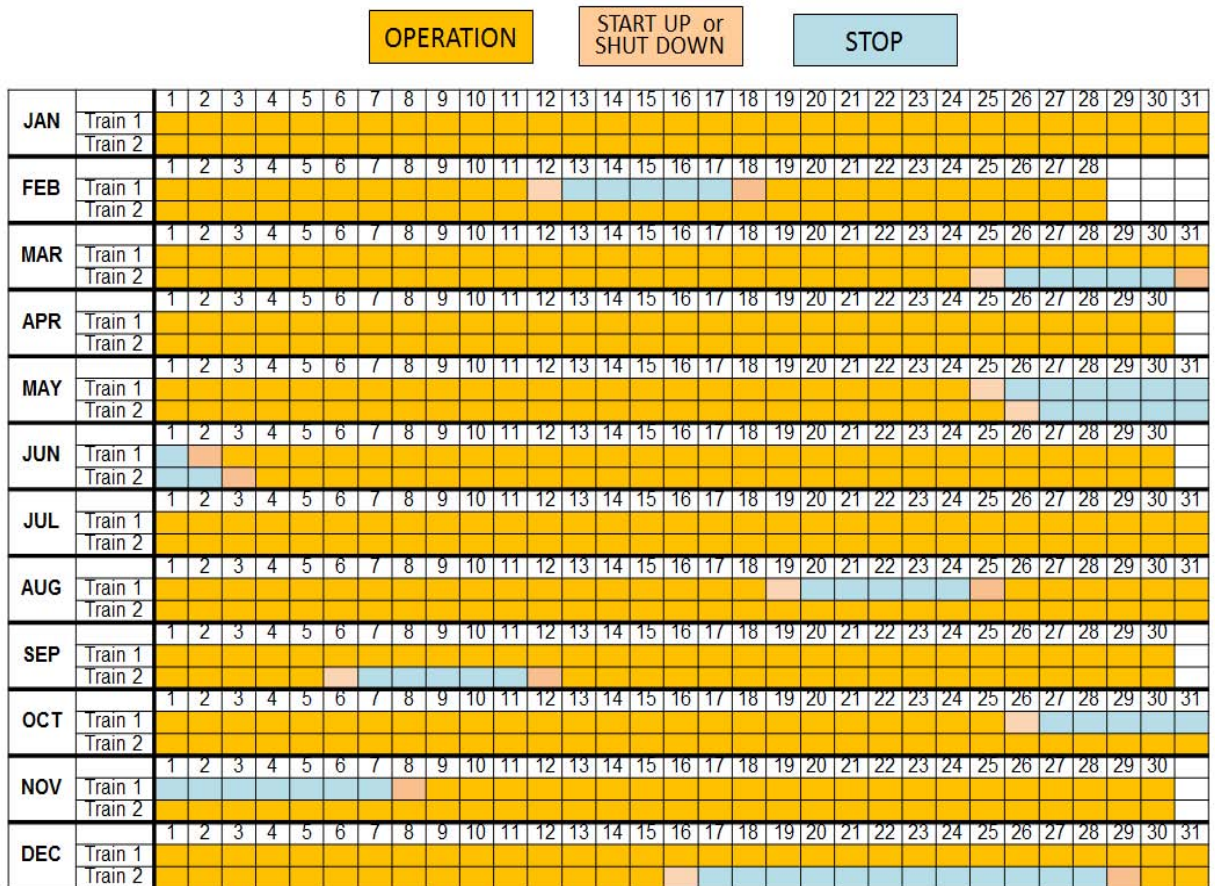 OPERATION
START UP or
SHUT DOWN
STOP
1 2 3 4 5 6 7 8 9 10 11 12 13 14 15 16 17 18 19 20 21 22 23 24 25 26 27 28 29 30 31
JAN
Train 1
Train 2
1 2 3 4 5 6 7 8 9 10 11 12 13 14 15 16 17 18 19 20 21 22 23 24 25 26 27 28
FEB
Train 1
Train 2
1 2 3 4 5 6 7 8 9 10 11 12 13 14 15 16 17 18 19 20 21 22 23 24 25 26 27 28 29 30 31
MAR
Train 1
Train 2
1 2 3 4 5 6 7 8 9 10 11 12 13 14 15 16 17 18 19 20 21 22 23 24 25 26 27 28 29 30
APR
Train 1
Train 2
1 2 3 4 5 6 7 8 9 10 11 12 13 14 15 16 17 18 19 20 21 22 23 24 25 26 27 28 29 30 31
MAY
Train 1
Train 2
1 2 3 4 5 6 7 8 9 10 11 12 13 14 15 16 17 18 19 20 21 22 23 24 25 26 27 28 29 30
JUN
Train 1
Train 2
1 2 3 4 5 6 7 8 9 10 11 12 13 14 15 16 17 18 19 20 21 22 23 24 25 26 27 28 29 30 31
JUL
Train 1
Train 2
1 2 3 4 5 6 7 8 9 10 11 12 13 14 15 16 17 18 19 20 21 22 23 24 25 26 27 28 29 30 31
AUG
Train 1
Train 2
1 2 3 4 5 6 7 8 9 10 11 12 13 14 15 16 17 18 19 20 21 22 23 24 25 26 27 28 29 30
SEP
Train 1
Train 2
1 2 3 4 5 6 7 8 9 10 11 12 13 14 15 16 17 18 19 20 21 22 23 24 25 26 27 28 29 30 31
OCT
Train 1
Train 2
1 2 3 4 5 6 7 8 9 10 11 12 13 14 15 16 17 18 19 20 21 22 23 24 25 26 27 28 29 30
NOV
Train 1
Train 2
1 2 3 4 5 6 7 8 9 10 11 12 13 14 15 16 17 18 19 20 21 22 23 24 25 26 27 28 29 30 31
DEC
Train 1
Train 2